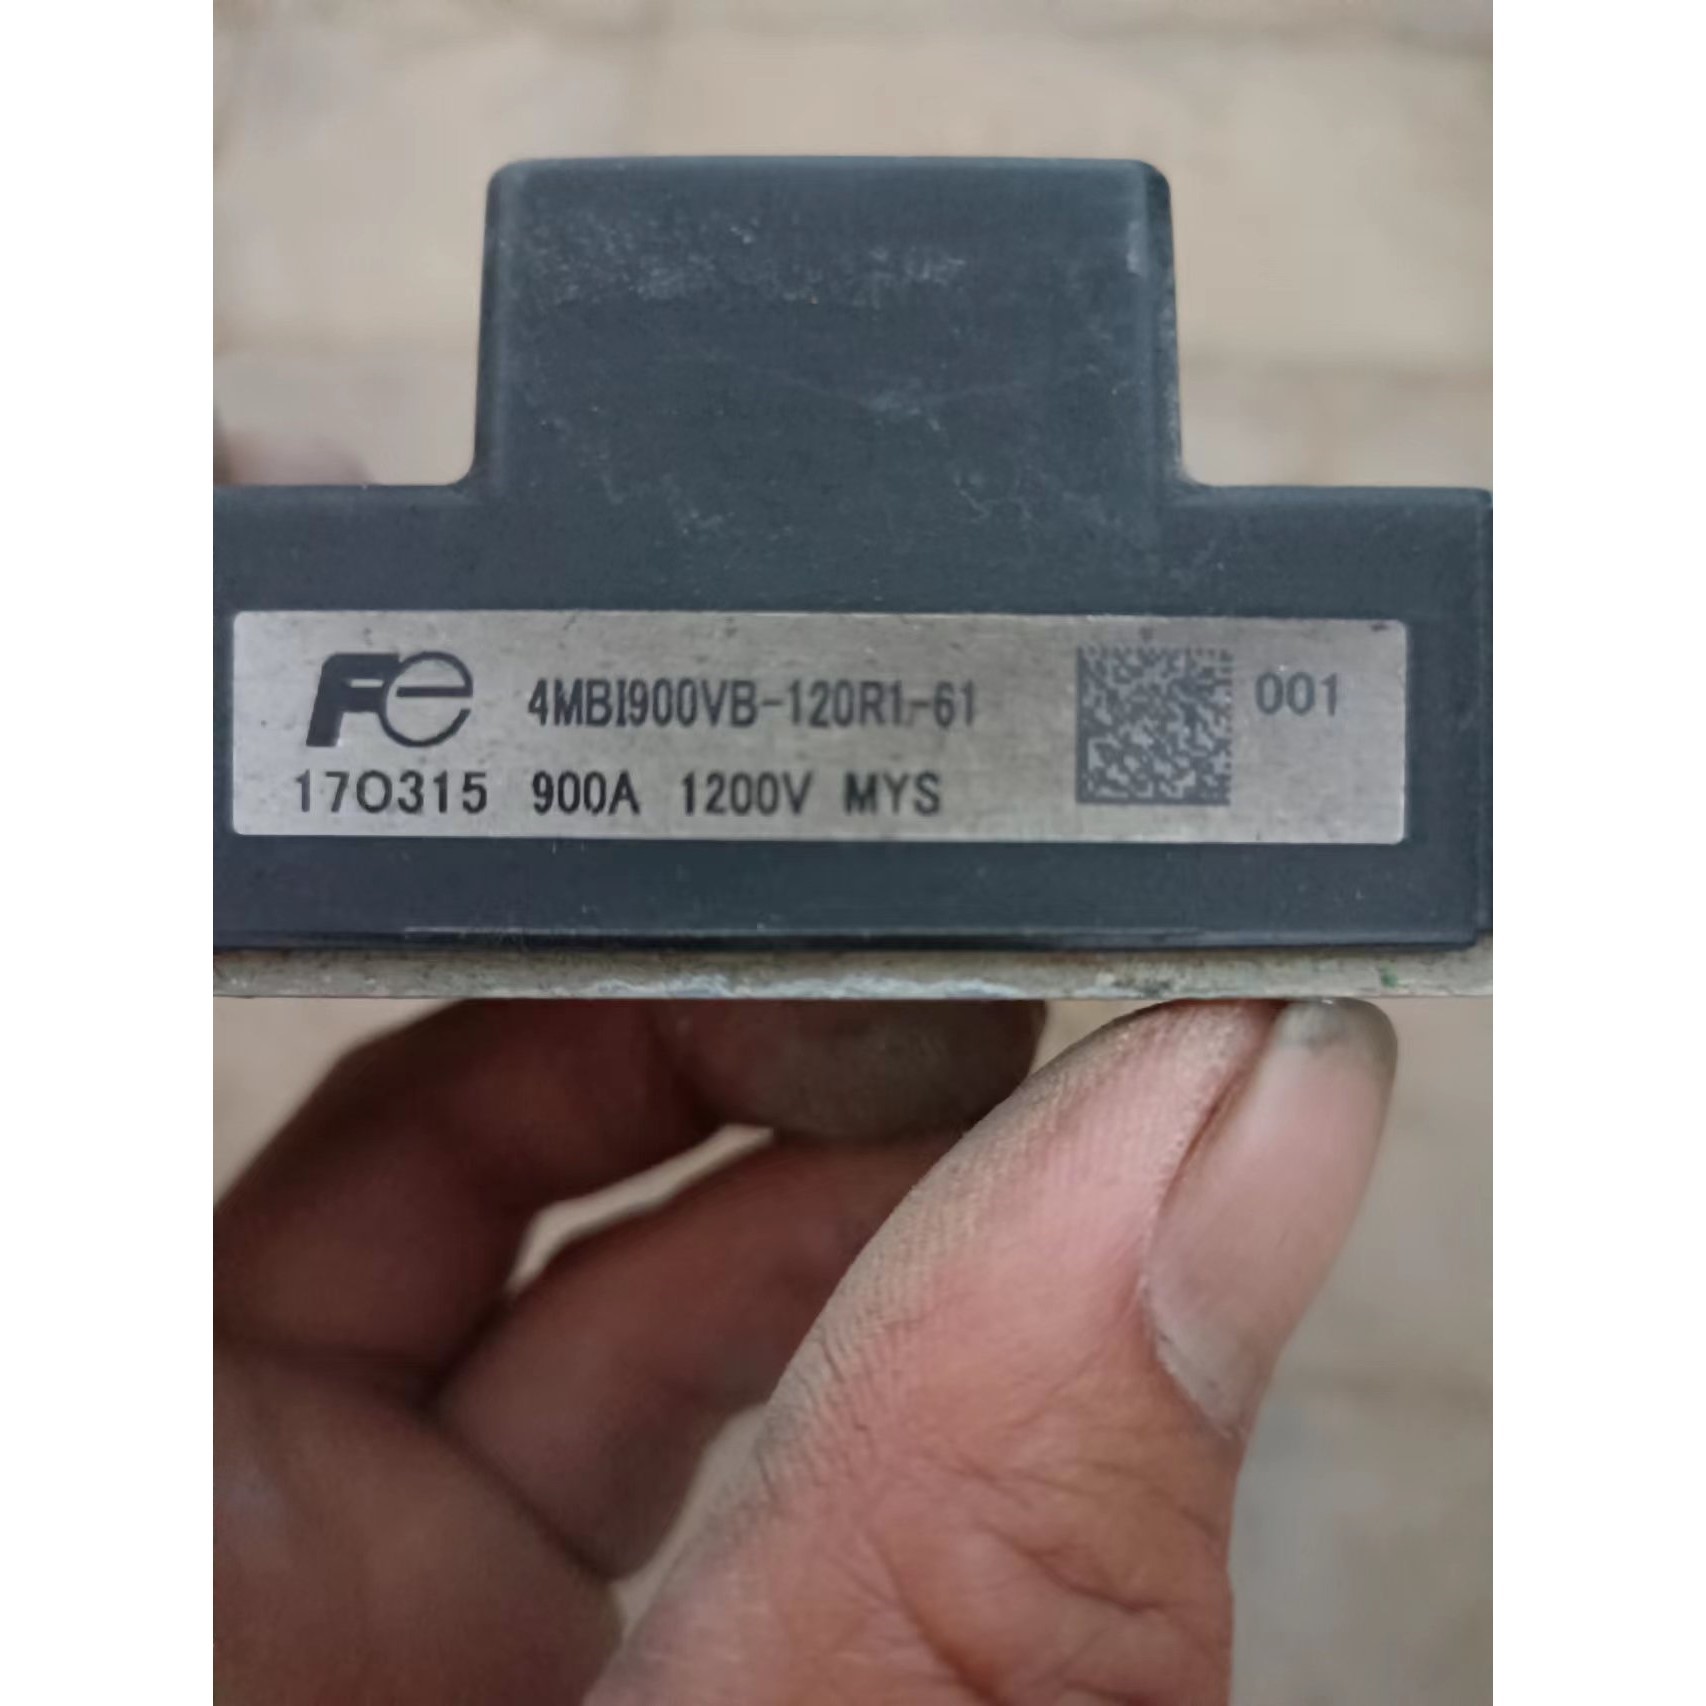 Fe 4MBI900VB-120R1-61 001
170315 900A 1200V MYS